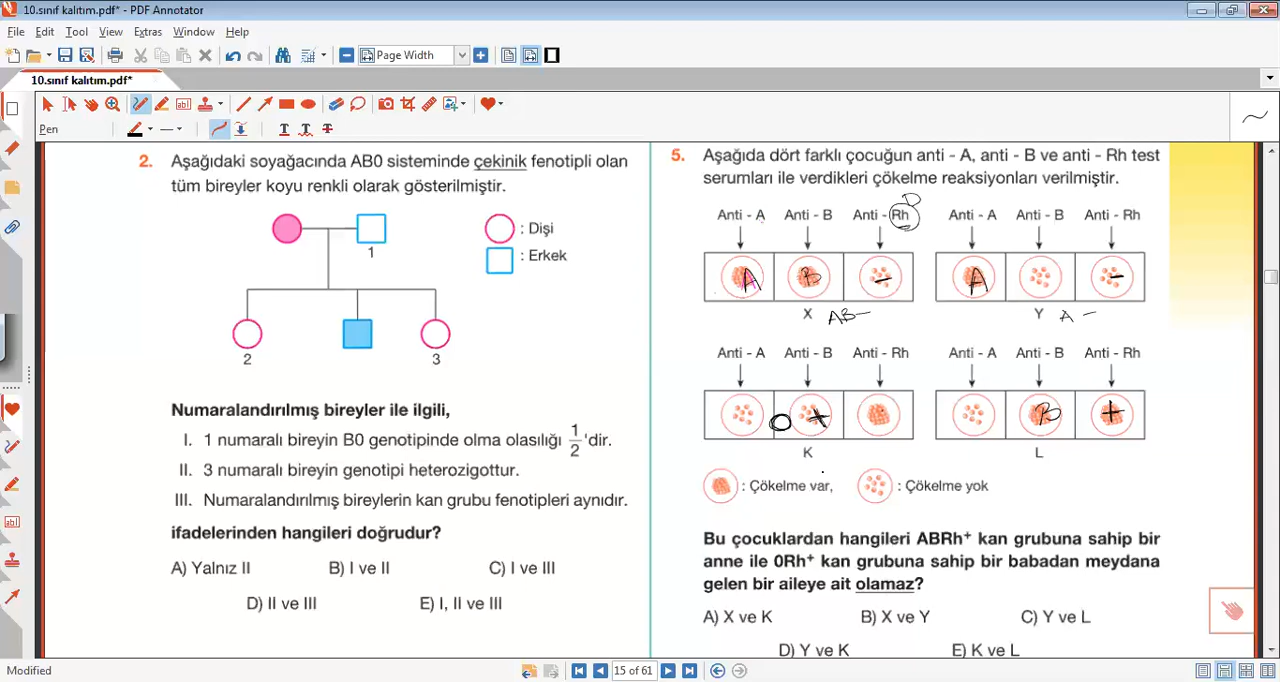 10.sınıf kalıtım.pdf* - PDF Annotator
File Edit Tool View Extras Window Help
Page Width
10.sınıf kalıtım.pdf*
Pen
2. Aşağıdaki soyağacında AB0 sisteminde çekinik fenotipli olan
tüm bireyler koyu renkli olarak gösterilmiştir.
1
: Dişi
: Erkek
2
3
Numaralandırılmış bireyler ile ilgili,
I. 1 numaralı bireyin B0 genotipinde olma olasılığı 1/2 'dir.
II. 3 numaralı bireyin genotipi heterozigottur.
III. Numaralandırılmış bireylerin kan grubu fenotipleri aynıdır.
ifadelerinden hangileri doğrudur?
A) Yalnız II B) I ve II C) I ve III
D) II ve III E) I, II ve III
5. Aşağıda dört farklı çocuğun anti - A, anti - B ve anti - Rh test
serumları ile verdikleri çökelme reaksiyonları verilmiştir.
D
Anti - A Anti - B Anti - Rh Anti - A Anti - B Anti - Rh
A B - A -
X AB- Y A -
Anti - A Anti - B Anti - Rh Anti - A Anti - B Anti - Rh
0 + B +
K L
: Çökelme var, : Çökelme yok
Bu çocuklardan hangileri ABRh+ kan grubuna sahip bir
anne ile 0Rh+ kan grubuna sahip bir babadan meydana
gelen bir aileye ait olamaz?
A) X ve K B) X ve Y C) Y ve L
D) Y ve K E) K ve L
Modified
15 of 61